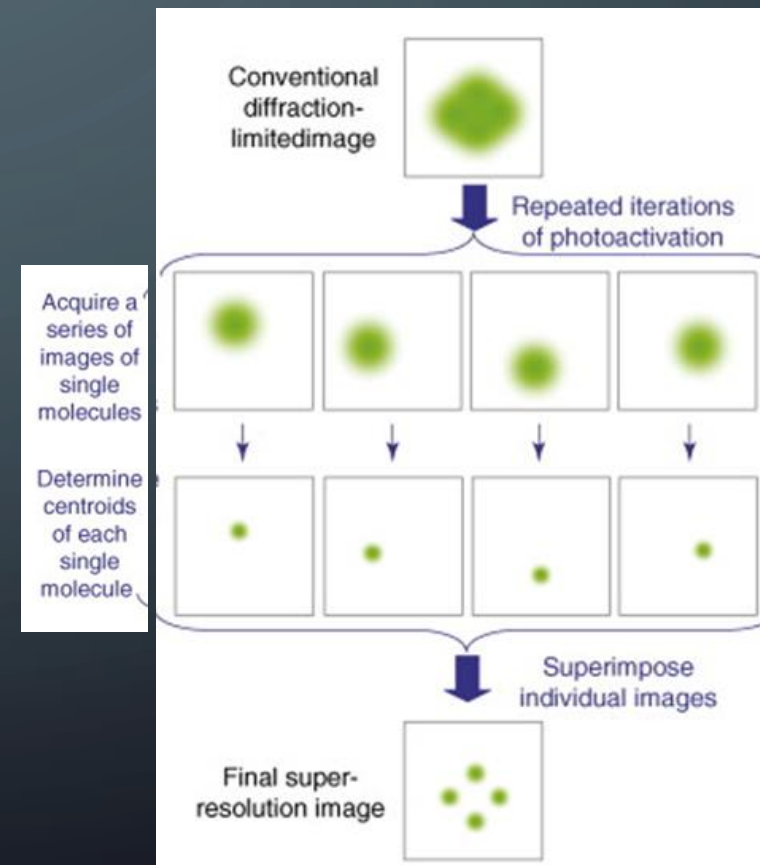 Conventional
diffraction-
limitedimage
Repeated iterations
of photoactivation
Acquire a
series of
images of
single
molecules
Determine
centroids
of each
single
molecule
Superimpose
individual images
Final super-
resolution image